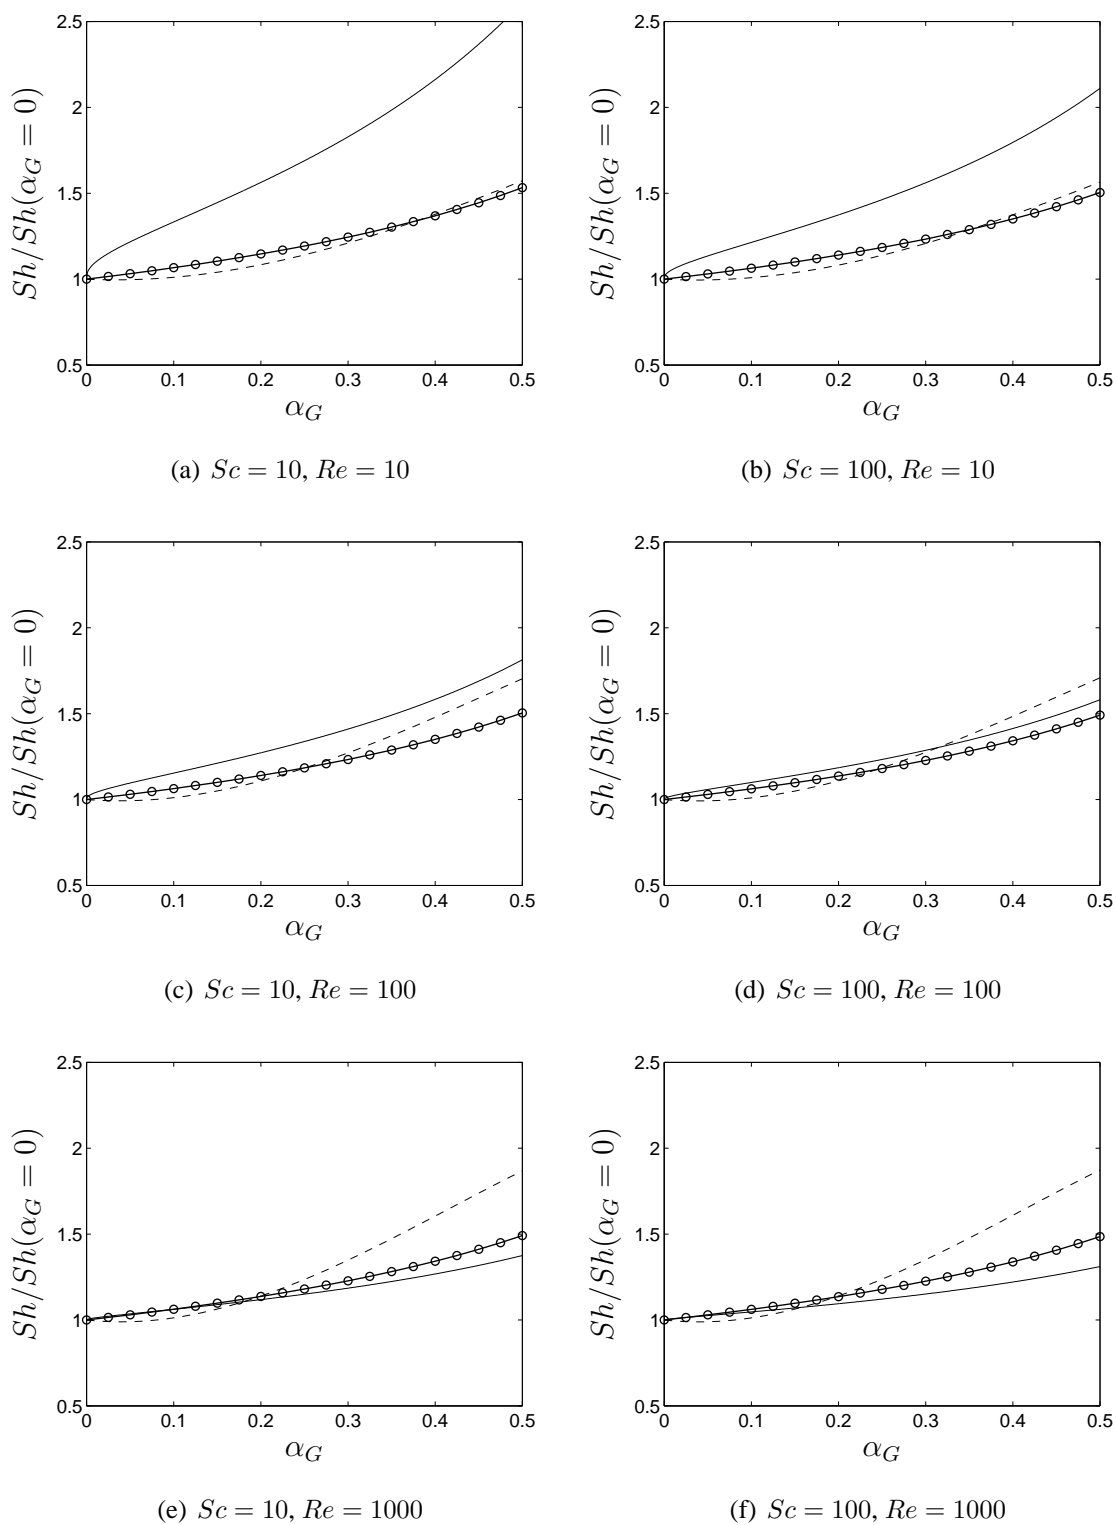 2.5
2
1.5
1
0.5
Sh/Sh(α_G = 0)
0 0.1 0.2 0.3 0.4 0.5
α_G
(a) Sc = 10, Re = 10
2.5
2
1.5
1
0.5
Sh/Sh(α_G = 0)
0 0.1 0.2 0.3 0.4 0.5
α_G
(b) Sc = 100, Re = 10
2.5
2
1.5
1
0.5
Sh/Sh(α_G = 0)
0 0.1 0.2 0.3 0.4 0.5
α_G
(c) Sc = 10, Re = 100
2.5
2
1.5
1
0.5
Sh/Sh(α_G = 0)
0 0.1 0.2 0.3 0.4 0.5
α_G
(d) Sc = 100, Re = 100
2.5
2
1.5
1
0.5
Sh/Sh(α_G = 0)
0 0.1 0.2 0.3 0.4 0.5
α_G
(e) Sc = 10, Re = 1000
2.5
2
1.5
1
0.5
Sh/Sh(α_G = 0)
0 0.1 0.2 0.3 0.4 0.5
α_G
(f) Sc = 100, Re = 1000